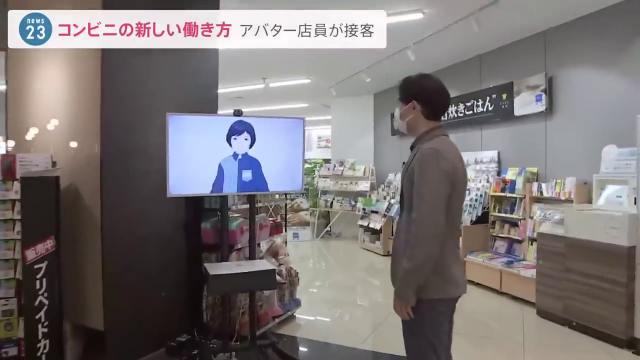 news
23
コンビニの新しい働き方 アバター店員が接客
炊きごはん"
販売中
プリペイドカ